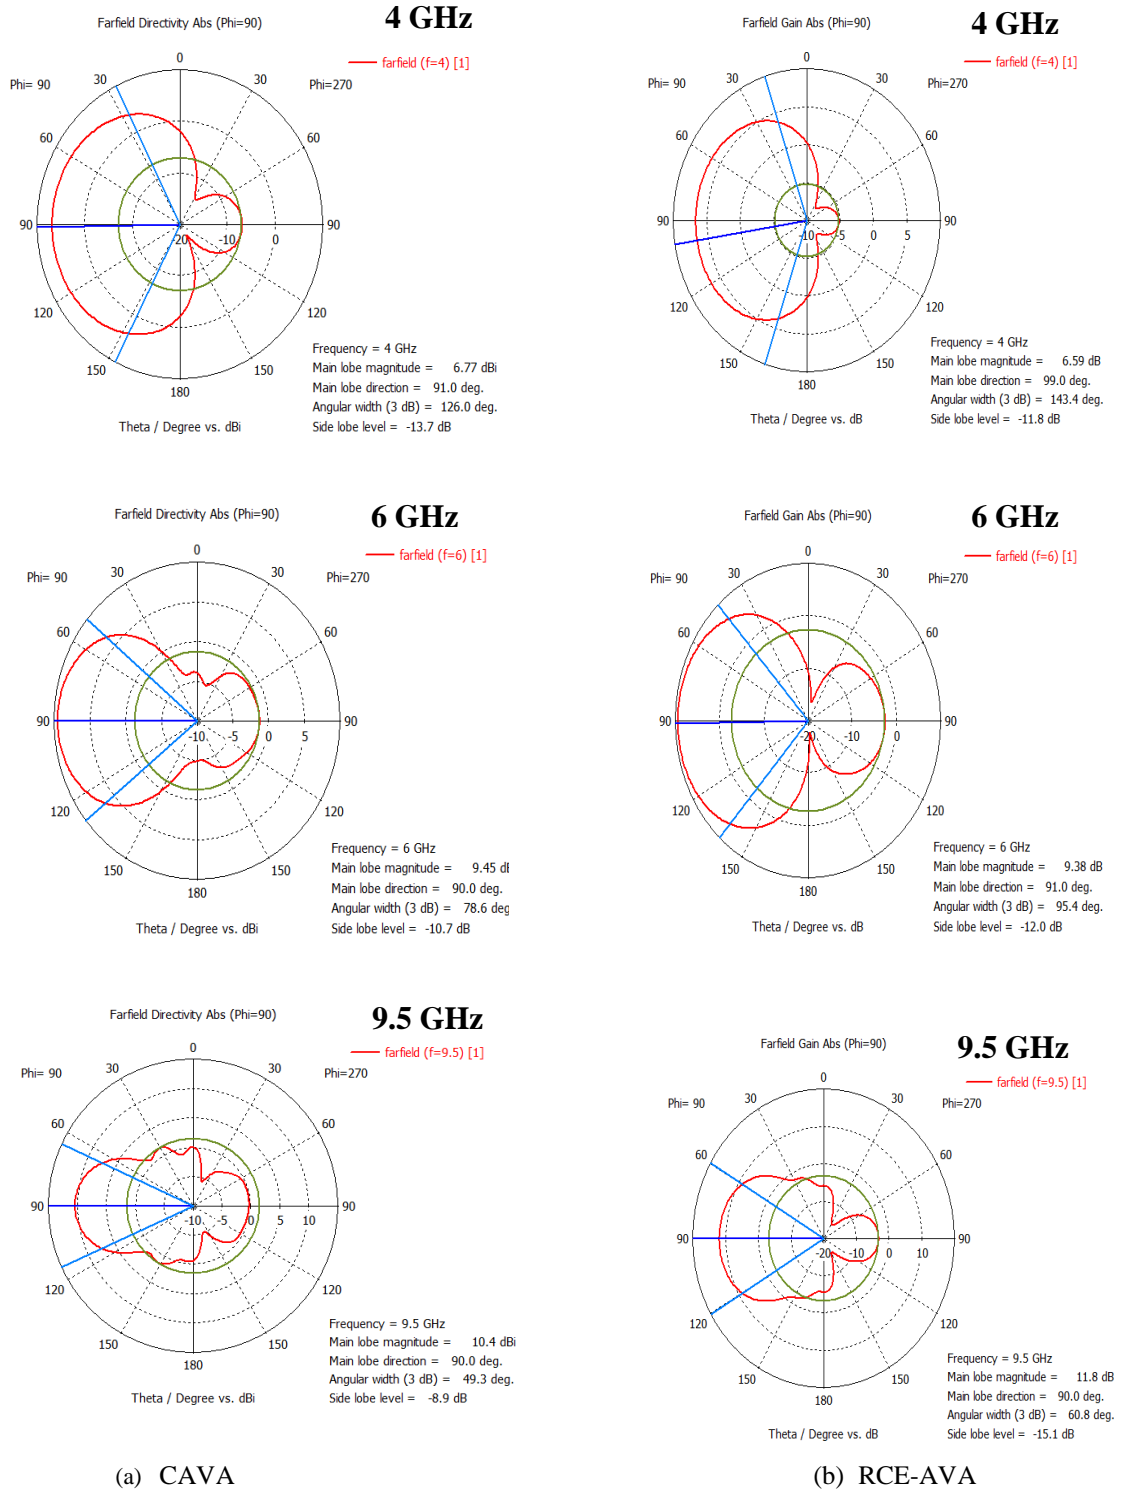 Farfield Directivity Abs (Phi=90)
4 GHz
farfield (f=4) [1]
0
30
30
Phi= 90
Phi=270
60
60
90
-20
-10
0
90
120
120
150
150
180
Frequency = 4 GHz
Main lobe magnitude = 6.77 dBi
Main lobe direction = 91.0 deg.
Angular width (3 dB) = 126.0 deg.
Side lobe level = -13.7 dB
Theta / Degree vs. dBi
Farfield Gain Abs (Phi=90)
4 GHz
farfield (f=4) [1]
0
30
30
Phi= 90
Phi=270
60
60
90
-10
-5
0
5
90
120
120
150
150
180
Frequency = 4 GHz
Main lobe magnitude = 6.59 dB
Main lobe direction = 99.0 deg.
Angular width (3 dB) = 143.4 deg.
Side lobe level = -11.8 dB
Theta / Degree vs. dB
Farfield Directivity Abs (Phi=90)
6 GHz
farfield (f=6) [1]
0
30
30
Phi= 90
Phi=270
60
60
90
-10
-5
0
5
90
120
120
150
150
180
Frequency = 6 GHz
Main lobe magnitude = 9.45 dB
Main lobe direction = 90.0 deg.
Angular width (3 dB) = 78.6 deg
Side lobe level = -10.7 dB
Theta / Degree vs. dBi
Farfield Gain Abs (Phi=90)
6 GHz
farfield (f=6) [1]
0
30
30
Phi= 90
Phi=270
60
60
90
-20
-10
0
90
120
120
150
150
180
Frequency = 6 GHz
Main lobe magnitude = 9.38 dB
Main lobe direction = 91.0 deg.
Angular width (3 dB) = 95.4 deg.
Side lobe level = -12.0 dB
Theta / Degree vs. dB
Farfield Directivity Abs (Phi=90)
9.5 GHz
farfield (f=9.5) [1]
0
30
30
Phi= 90
Phi=270
60
60
90
-10
-5
0
5
10
90
120
120
150
150
180
Frequency = 9.5 GHz
Main lobe magnitude = 10.4 dBi
Main lobe direction = 90.0 deg.
Angular width (3 dB) = 49.3 deg.
Side lobe level = -8.9 dB
Theta / Degree vs. dBi
Farfield Gain Abs (Phi=90)
9.5 GHz
farfield (f=9.5) [1]
0
30
30
Phi= 90
Phi=270
60
60
90
-20
-10
0
10
90
120
120
150
150
180
Frequency = 9.5 GHz
Main lobe magnitude = 11.8 dB
Main lobe direction = 90.0 deg.
Angular width (3 dB) = 60.8 deg.
Side lobe level = -15.1 dB
Theta / Degree vs. dB
(a) CAVA
(b) RCE-AVA